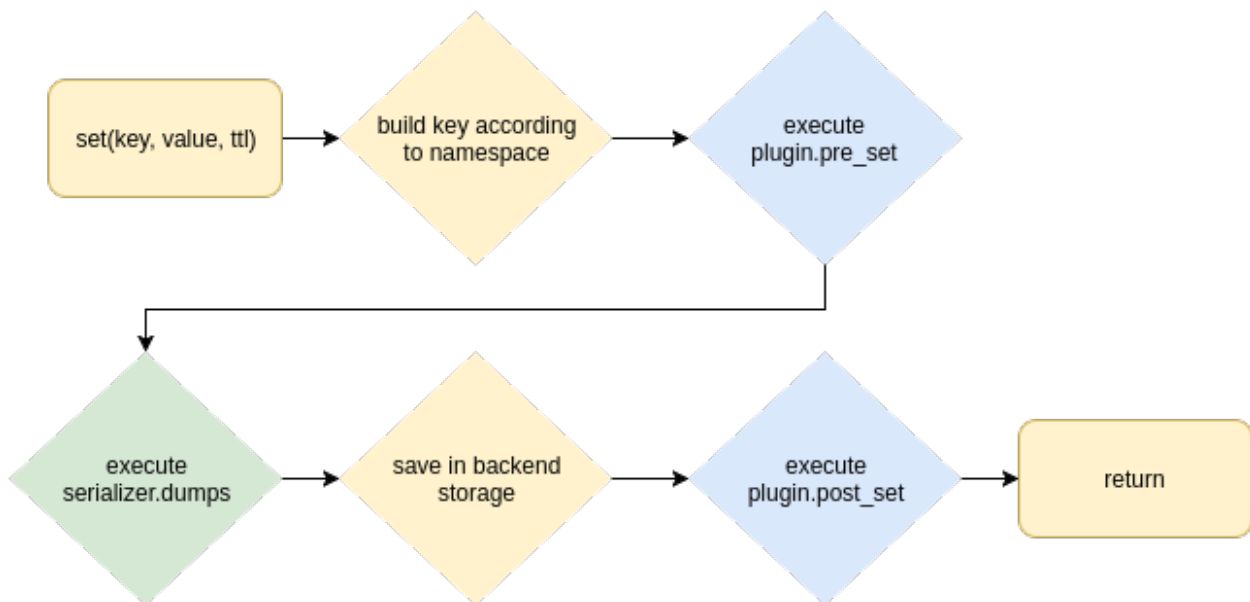 set(key, value, ttl)
build key according
to namespace
execute
plugin.pre_set
execute
serializer.dumps
save in backend
storage
execute
plugin.post_set
return